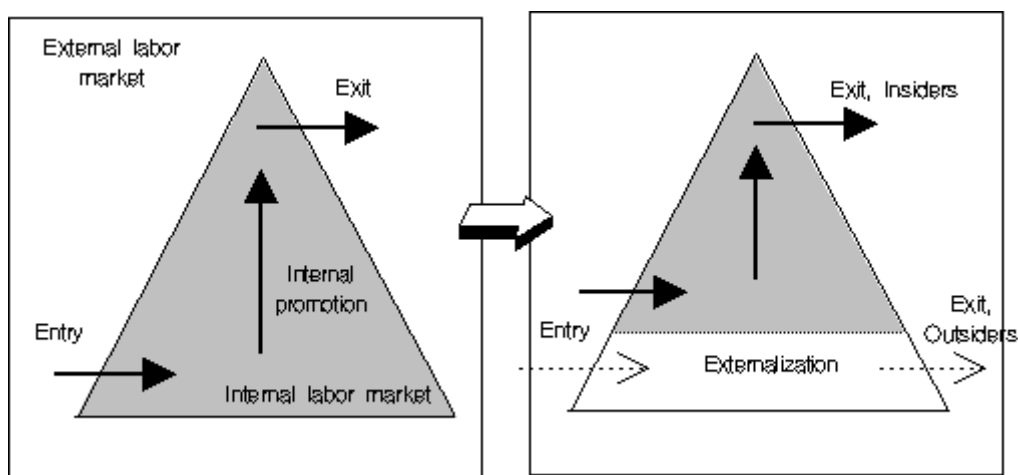 External labor
market
Exit
Internal
promotion
Entry
Internal labor market
Exit, Insiders
Entry
Exit,
Outsiders
Externalization